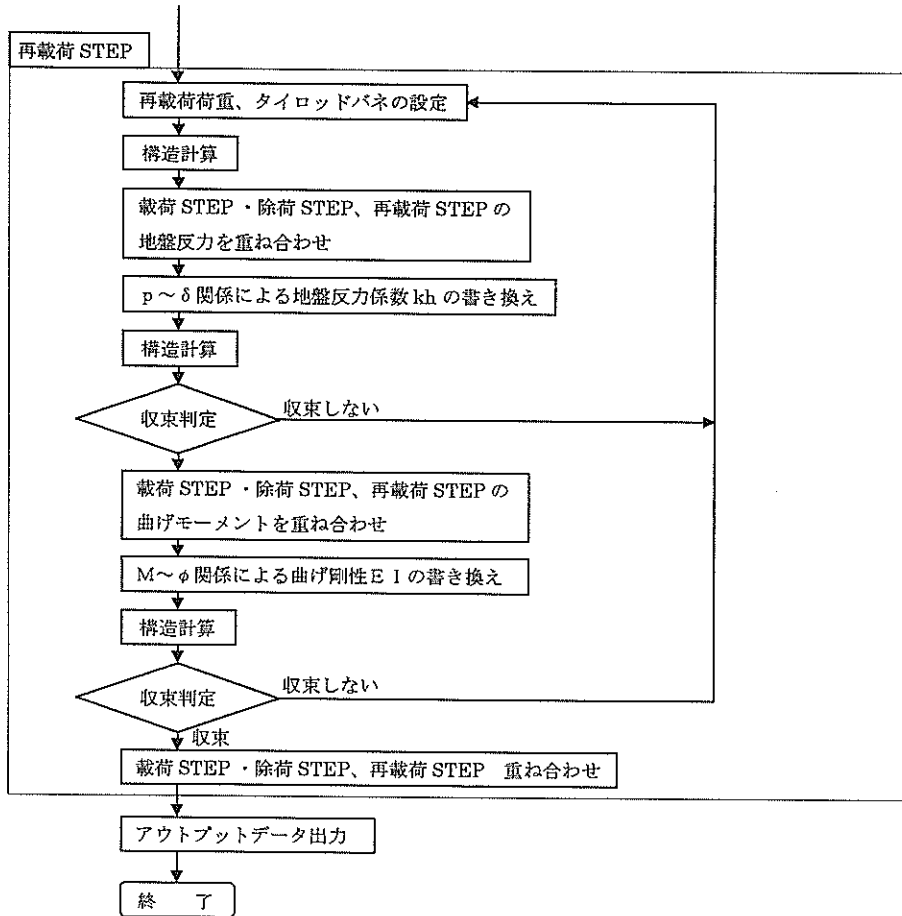 再載荷 STEP
再載荷荷重、タイロッドバネの設定
構造計算
載荷 STEP ・除荷 STEP、再載荷 STEP の
地盤反力を重ね合わせ
p～δ関係による地盤反力係数 kh の書き換え
構造計算
収束判定
収束しない
載荷 STEP ・除荷 STEP、再載荷 STEP の
曲げモーメントを重ね合わせ
M～φ関係による曲げ剛性ＥＩの書き換え
構造計算
収束判定
収束しない
収束
載荷 STEP ・除荷 STEP、再載荷 STEP　重ね合わせ
アウトプットデータ出力
終　了